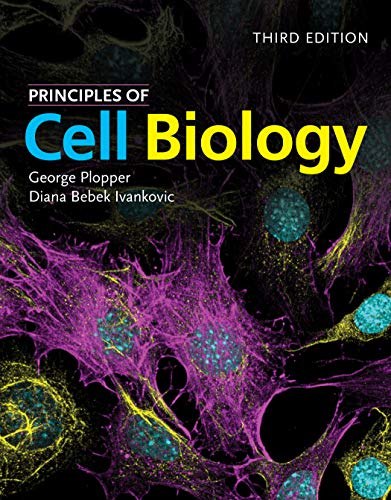 THIRD EDITION
PRINCIPLES OF
Cell Biology
George Plopper
Diana Bebek Ivankovic